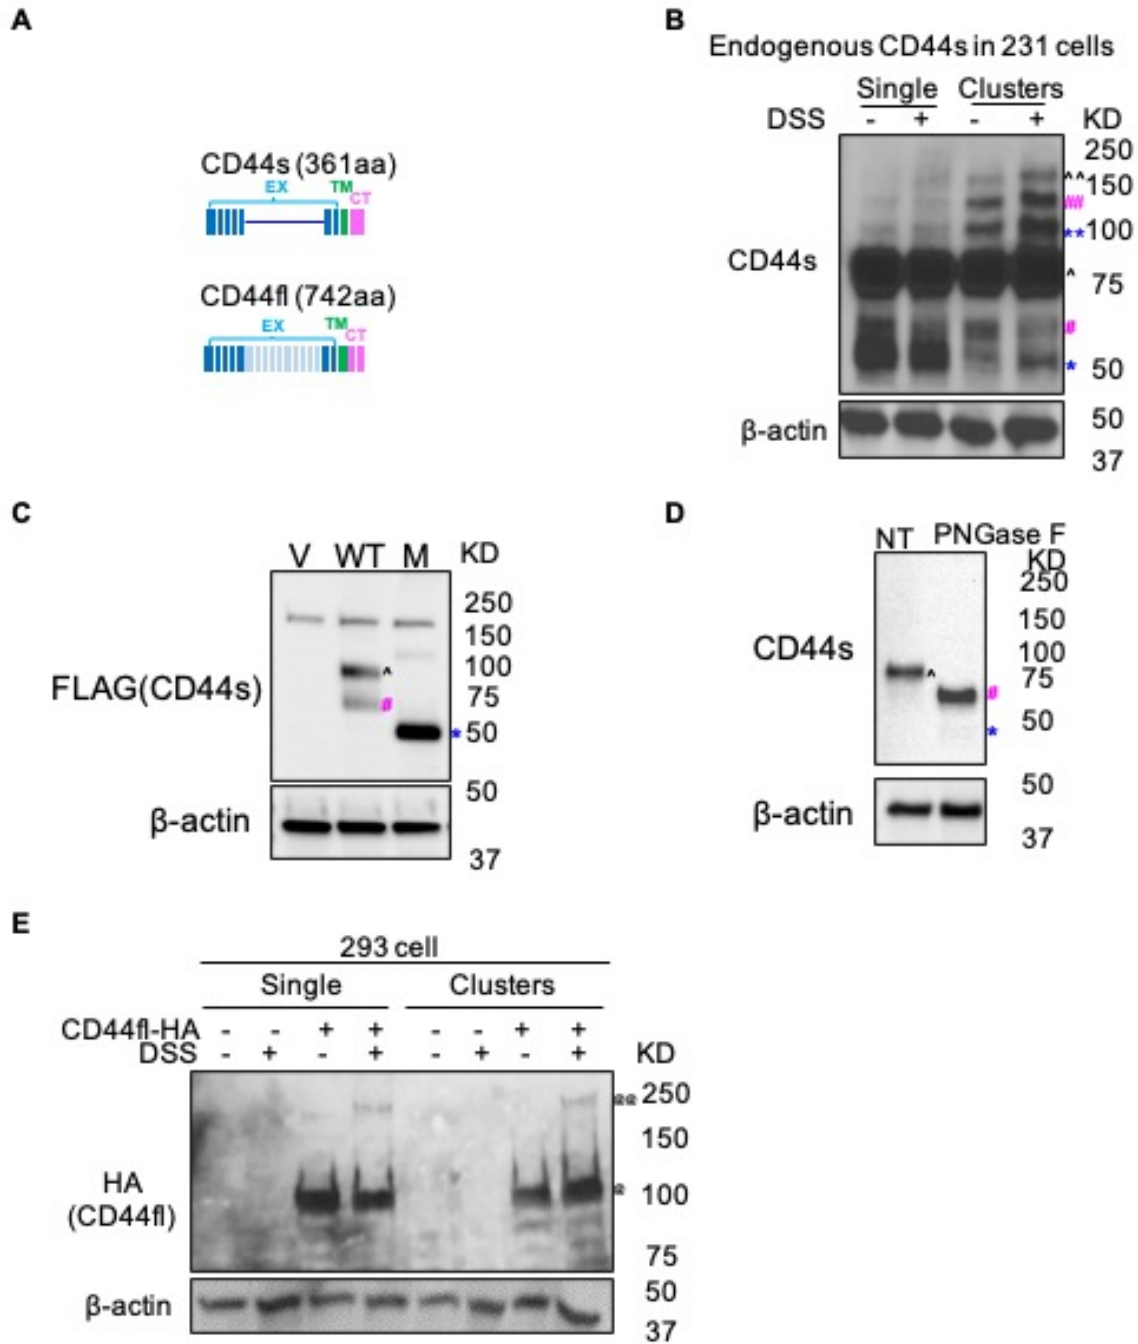 A
CD44s (361aa)
EX TM CT
CD44fl (742aa)
EX TM CT
B
Endogenous CD44s in 231 cells
Single Clusters
DSS - + - + KD
250
^^
150
##
100
**
CD44s
^
75
#
50
*
β-actin
50
37
C
V WT M KD
250
150
100
^
75
FLAG(CD44s)
#
* 50
50
β-actin
37
D
NT PNGase F
KD
250
150
100
CD44s
75
^
#
50
*
50
β-actin
37
E
293 cell
Single Clusters
CD44fl-HA - - + + - - + +
DSS - + - + - + - + KD
@@ 250
150
HA
@ 100
(CD44fl)
75
50
β-actin
37